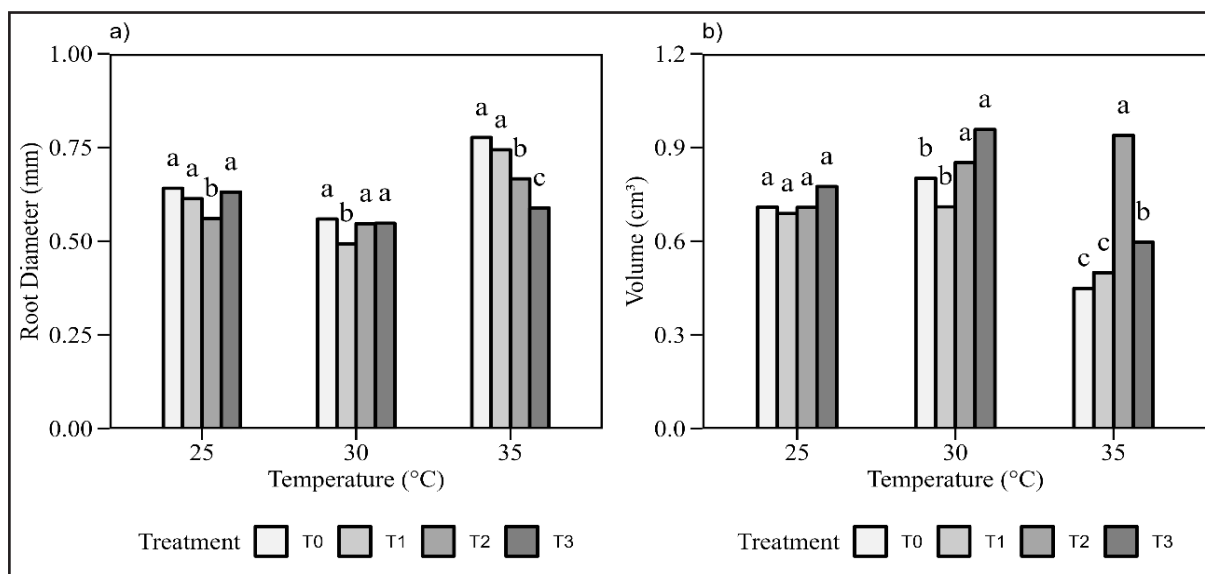 a)
Root Diameter (mm)
1.00
0.75
0.50
0.25
0.00
a a b a
a b a a
a a b c
25 30 35
Temperature (°C)
Treatment T0 T1 T2 T3
b)
Volume (cm³)
1.2
0.9
0.6
0.3
0.0
a a a a
b b a a
c c a b
25 30 35
Temperature (°C)
Treatment T0 T1 T2 T3